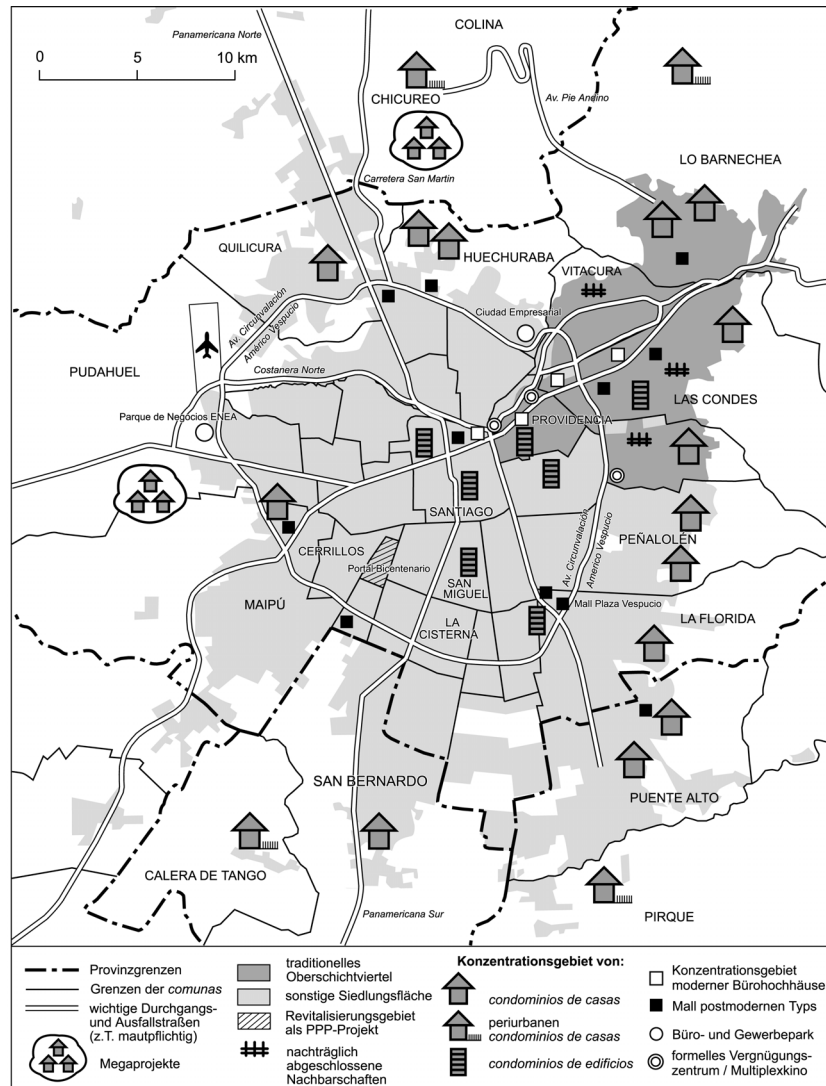 Panamericana Norte
COLINA
0 5 10 km
CHICUREO
Av. Pie Andino
LO BARNECHEA
Carretera San Martin
QUILICURA
HUECHURABA
VITACURA
Av. Circunvalación
Américo Vespucio
Ciudad Empresarial
PUDAHUEL
Costanera Norte
LAS CONDES
Parque de Negocios ENEA
PROVIDENCIA
SANTIAGO
Av. Circunvalación
Americo Vespucio
PEÑALOLÉN
CERRILLOS
Portal Bicentenario
SAN
MIGUEL
MAIPÚ
Mall Plaza Vespucio
LA
CISTERNA
LA FLORIDA
SAN BERNARDO
PUENTE ALTO
CALERA DE TANGO
Panamericana Sur
PIRQUE
Provinzgrenzen
Grenzen der comunas
wichtige Durchgangs-
und Ausfallstraßen
(z.T. mautpflichtig)
Megaprojekte
traditionelles
Oberschichtviertel
sonstige Siedlungsfläche
Revitalisierungsgebiet
als PPP-Projekt
nachträglich
abgeschlossene
Nachbarschaften
Konzentrationsgebiet von:
condominios de casas
periurbanen
condominios de casas
condominios de edificios
Konzentrationsgebiet
moderner Bürohochhäuse
Mall postmodernen Typs
Büro- und Gewerbepark
formelles Vergnügungs-
zentrum / Multiplexkino